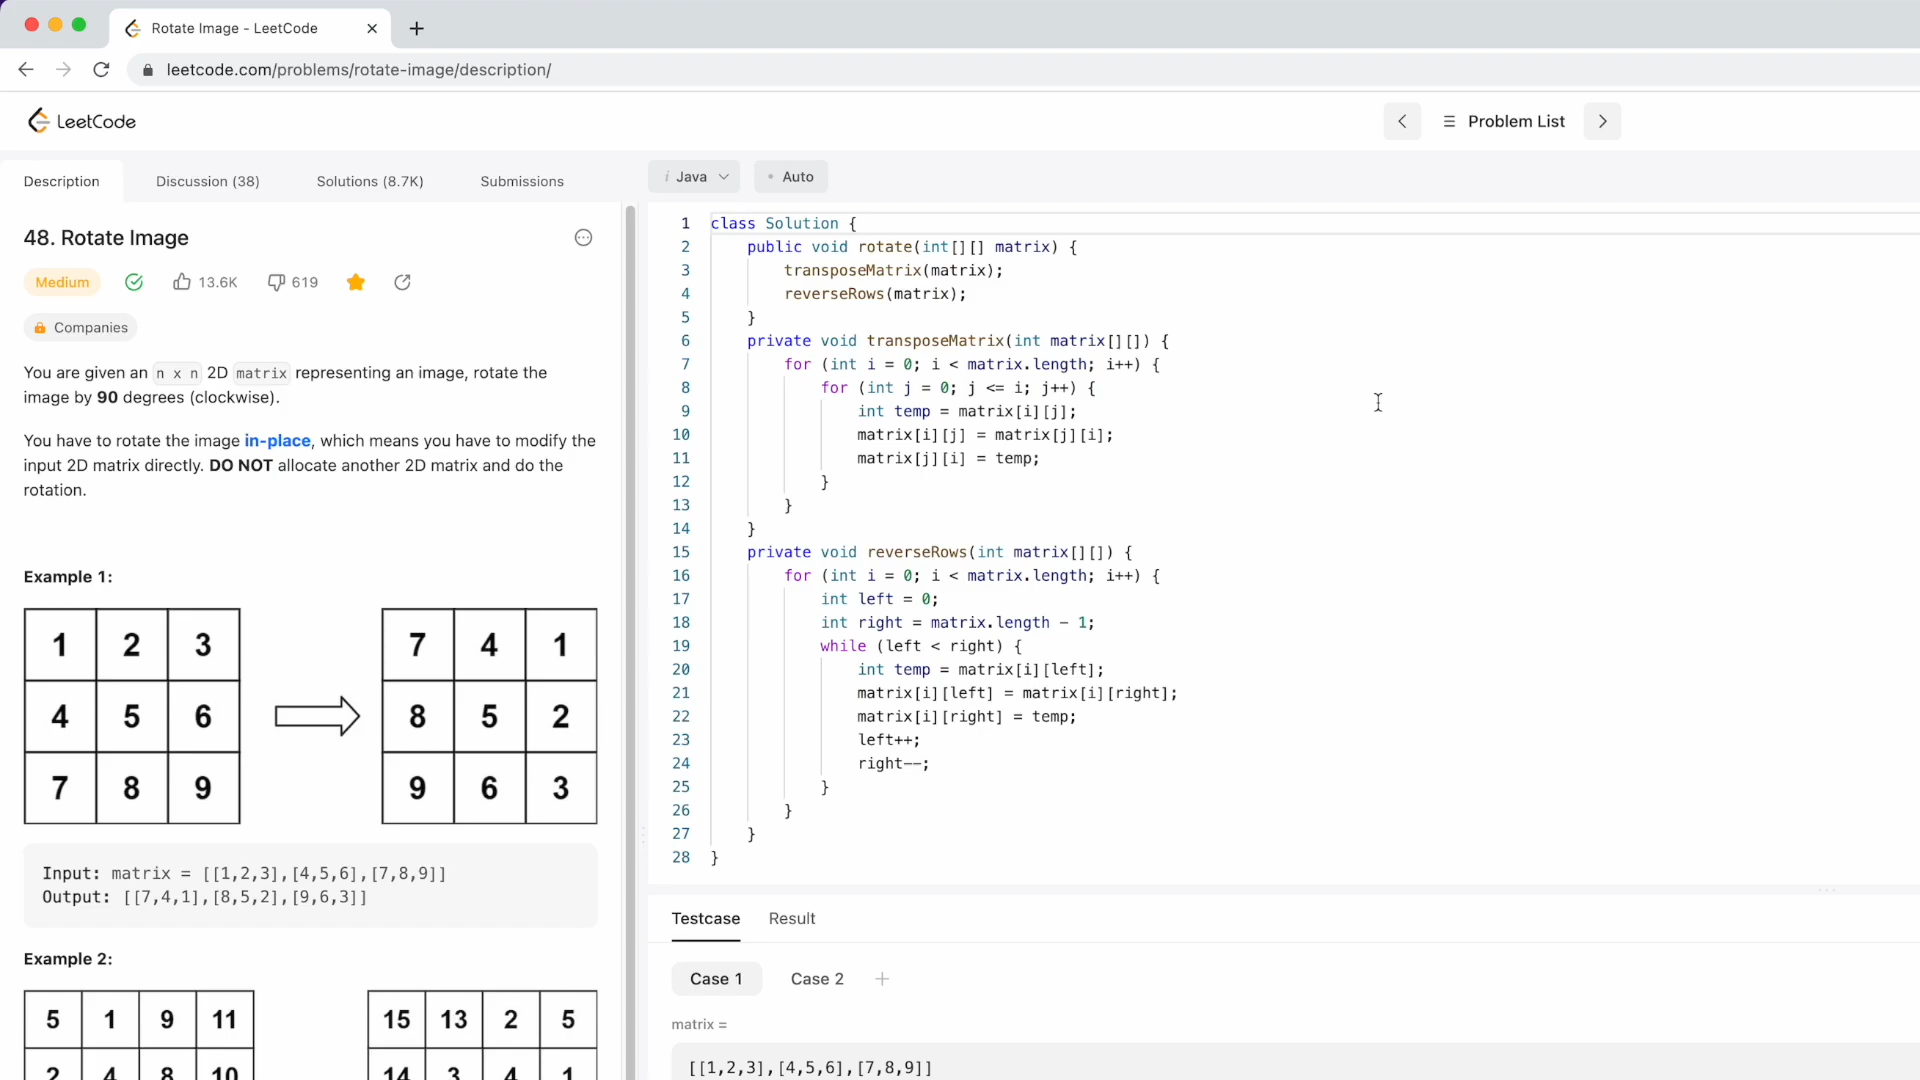 Rotate Image - LeetCode
leetcode.com/problems/rotate-image/description/
LeetCode
Problem List
Description
Discussion (38)
Solutions (8.7K)
Submissions
48. Rotate Image
Medium
13.6K
619
Companies
You are given an n x n 2D matrix representing an image, rotate the
image by 90 degrees (clockwise).
You have to rotate the image in-place, which means you have to modify the
input 2D matrix directly. DO NOT allocate another 2D matrix and do the
rotation.
Example 1:
1 2 3
4 5 6
7 8 9
7 4 1
8 5 2
9 6 3
Input: matrix = [[1,2,3],[4,5,6],[7,8,9]]
Output: [[7,4,1],[8,5,2],[9,6,3]]
Example 2:
5 1 9 11
2 4 8 10
15 13 2 5
14 3 4 1
i Java
Auto
1 class Solution {
2 public void rotate(int[][] matrix) {
3 transposeMatrix(matrix);
4 reverseRows(matrix);
5 }
6 private void transposeMatrix(int matrix[][]) {
7 for (int i = 0; i < matrix.length; i++) {
8 for (int j = 0; j <= i; j++) {
9 int temp = matrix[i][j];
10 matrix[i][j] = matrix[j][i];
11 matrix[j][i] = temp;
12 }
13 }
14 }
15 private void reverseRows(int matrix[][]) {
16 for (int i = 0; i < matrix.length; i++) {
17 int left = 0;
18 int right = matrix.length - 1;
19 while (left < right) {
20 int temp = matrix[i][left];
21 matrix[i][left] = matrix[i][right];
22 matrix[i][right] = temp;
23 left++;
24 right--;
25 }
26 }
27 }
28 }
Testcase
Result
Case 1
Case 2
matrix =
[[1,2,3],[4,5,6],[7,8,9]]